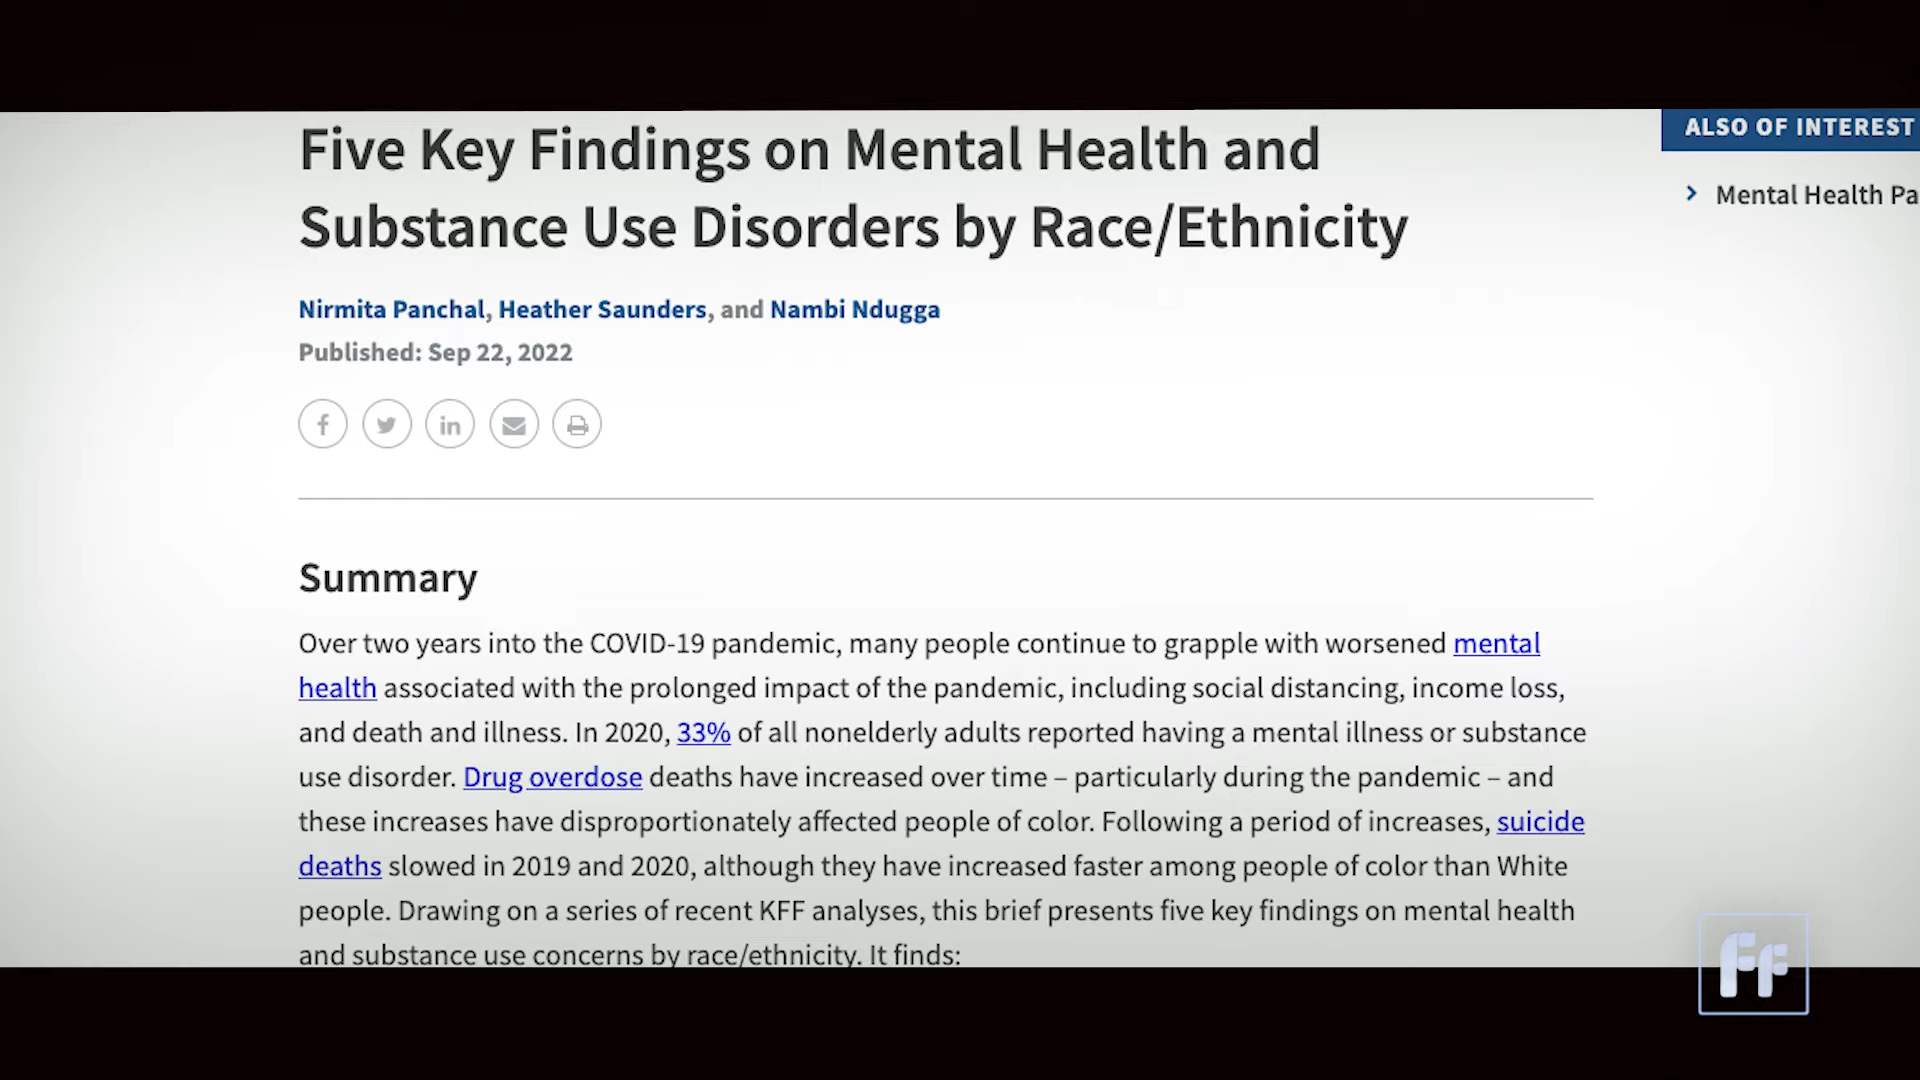 Five Key Findings on Mental Health and
Substance Use Disorders by Race/Ethnicity
Nirmita Panchal, Heather Saunders, and Nambi Ndugga
Published: Sep 22, 2022
Summary
Over two years into the COVID-19 pandemic, many people continue to grapple with worsened mental
health associated with the prolonged impact of the pandemic, including social distancing, income loss,
and death and illness. In 2020, 33% of all nonelderly adults reported having a mental illness or substance
use disorder. Drug overdose deaths have increased over time – particularly during the pandemic – and
these increases have disproportionately affected people of color. Following a period of increases, suicide
deaths slowed in 2019 and 2020, although they have increased faster among people of color than White
people. Drawing on a series of recent KFF analyses, this brief presents five key findings on mental health
and substance use concerns by race/ethnicity. It finds:
ALSO OF INTEREST
Mental Health Pa
FF